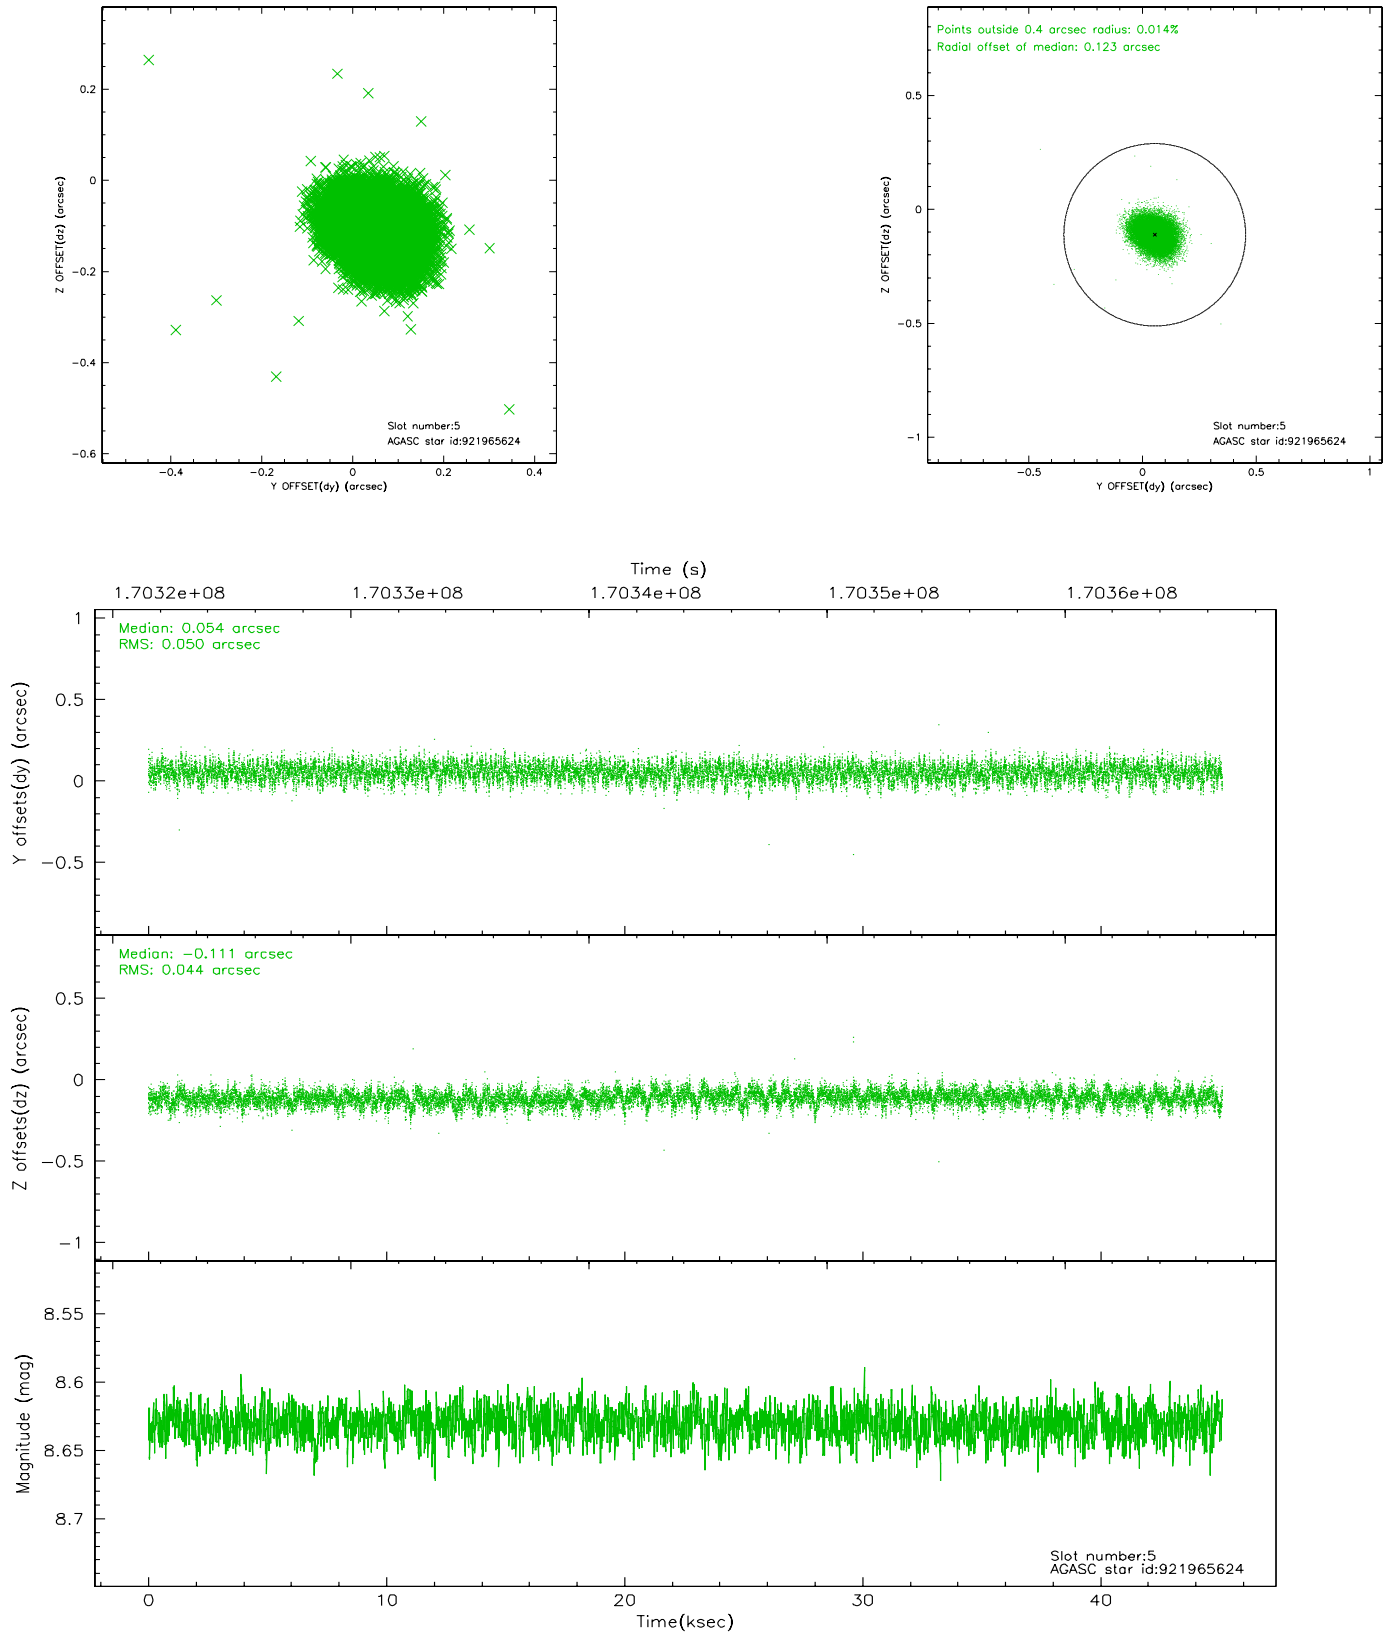 0.2
0
−0.2
−0.4
−0.6
Z OFFSET(dz) (arcsec)
Slot number:5
AGASC star id:921965624
−0.4 −0.2 0 0.2 0.4
Y OFFSET(dy) (arcsec)
Points outside 0.4 arcsec radius: 0.014%
Radial offset of median: 0.123 arcsec
0.5
0
−0.5
−1
Z OFFSET(dz) (arcsec)
Slot number:5
AGASC star id:921965624
−0.5 0 0.5 1
Y OFFSET(dy) (arcsec)
Time (s)
1.7032e+08 1.7033e+08 1.7034e+08 1.7035e+08 1.7036e+08
Median: 0.054 arcsec
RMS: 0.050 arcsec
1
0.5
0
−0.5
Y offsets(dy) (arcsec)
Median: −0.111 arcsec
RMS: 0.044 arcsec
0.5
0
−0.5
−1
Z offsets(dz) (arcsec)
8.55
8.6
8.65
8.7
Magnitude (mag)
Slot number:5
AGASC star id:921965624
0 10 20 30 40
Time(ksec)